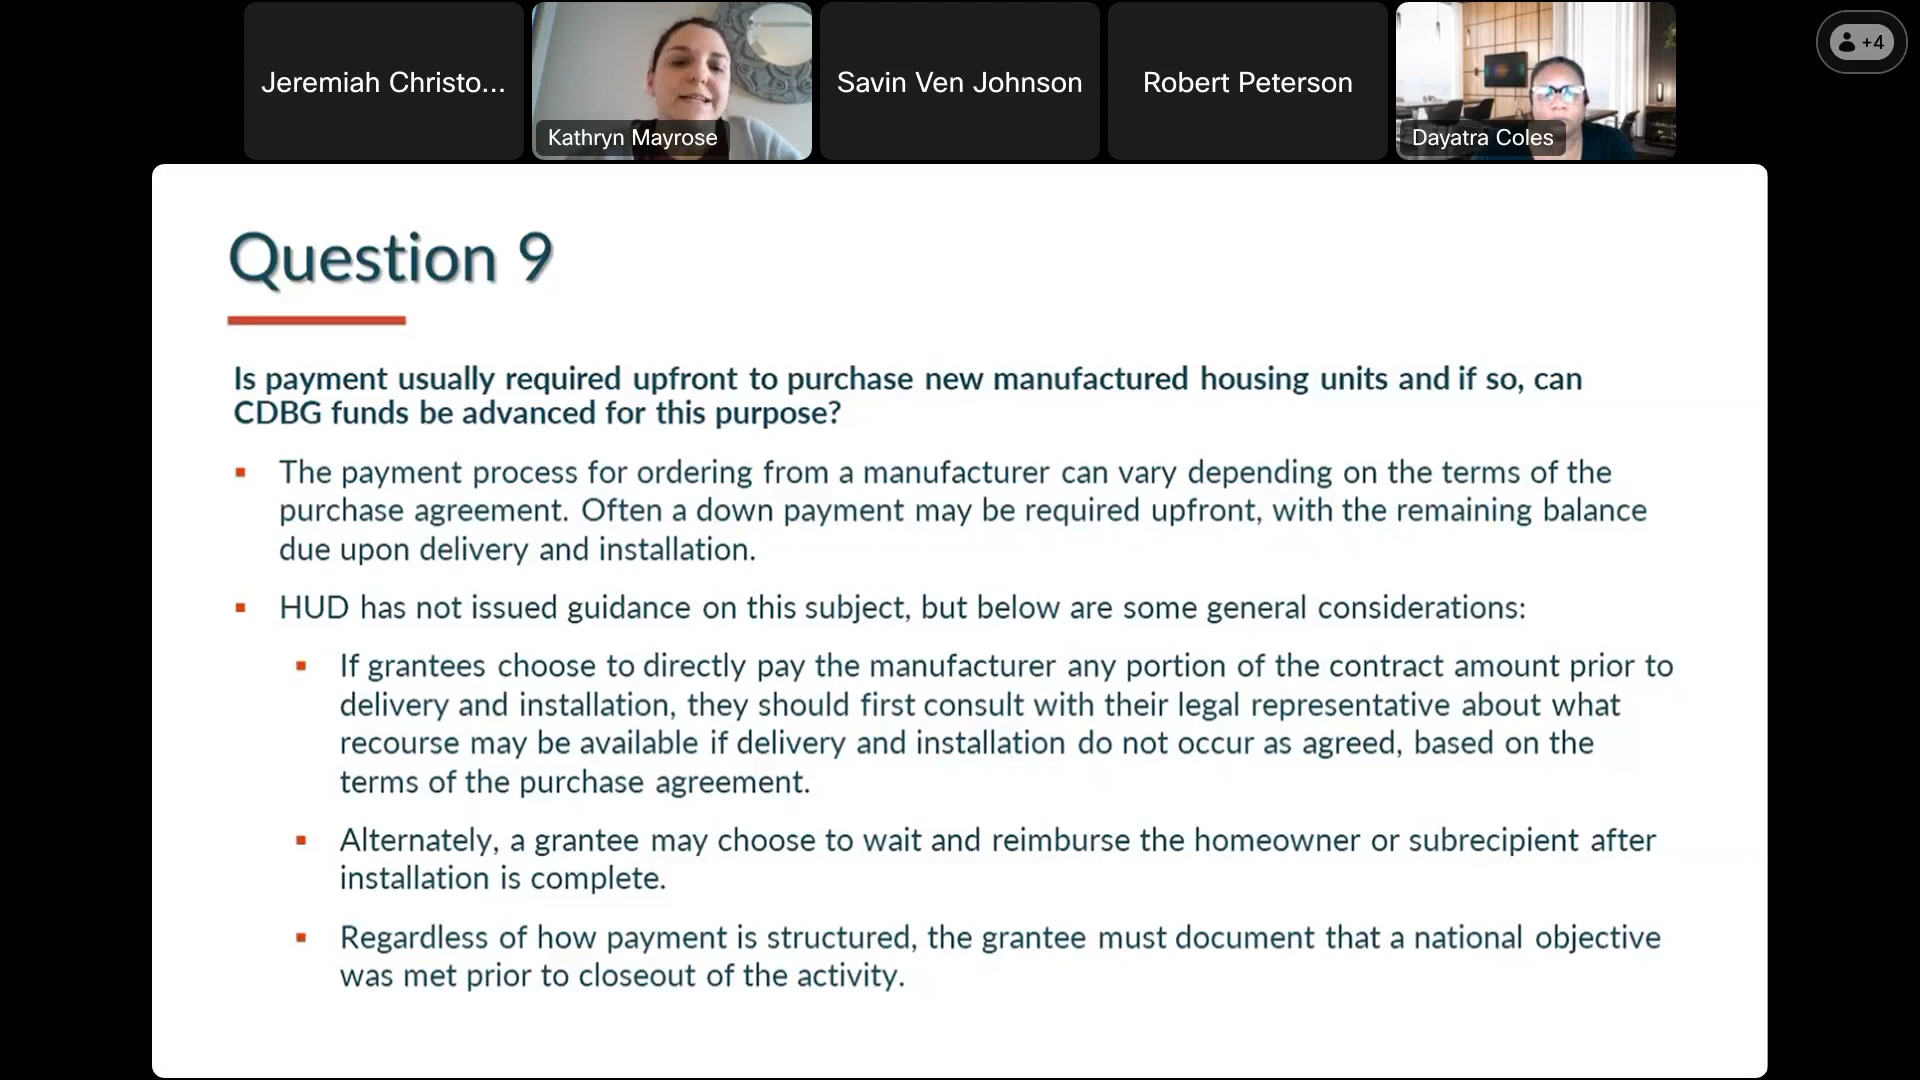 Jeremiah Christo...
Kathryn Mayrose
Savin Ven Johnson
Robert Peterson
Dayatra Coles
+4
Question 9
Is payment usually required upfront to purchase new manufactured housing units and if so, can
CDBG funds be advanced for this purpose?
▪ The payment process for ordering from a manufacturer can vary depending on the terms of the
purchase agreement. Often a down payment may be required upfront, with the remaining balance
due upon delivery and installation.
▪ HUD has not issued guidance on this subject, but below are some general considerations:
▪ If grantees choose to directly pay the manufacturer any portion of the contract amount prior to
delivery and installation, they should first consult with their legal representative about what
recourse may be available if delivery and installation do not occur as agreed, based on the
terms of the purchase agreement.
▪ Alternately, a grantee may choose to wait and reimburse the homeowner or subrecipient after
installation is complete.
▪ Regardless of how payment is structured, the grantee must document that a national objective
was met prior to closeout of the activity.